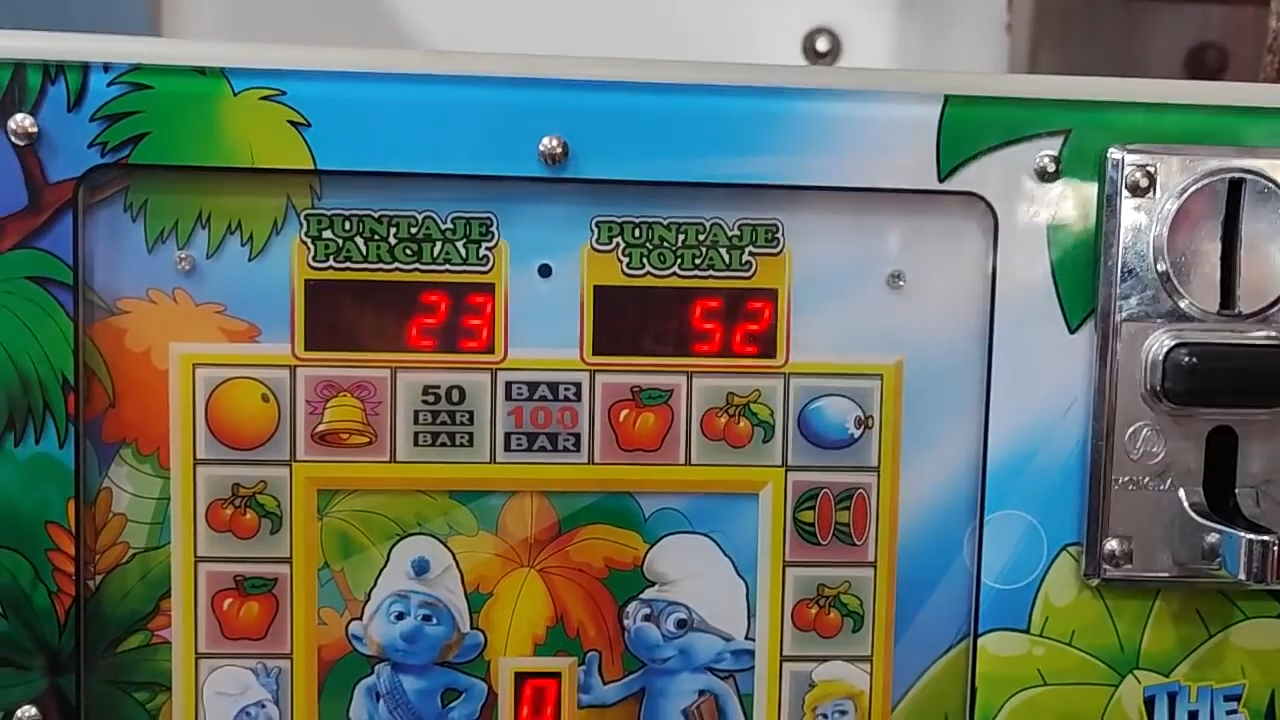 PUNTAJE
PARCIAL
PUNTAJE
TOTAL
23
52
50
BAR
BAR
BAR
100
BAR
0
THE